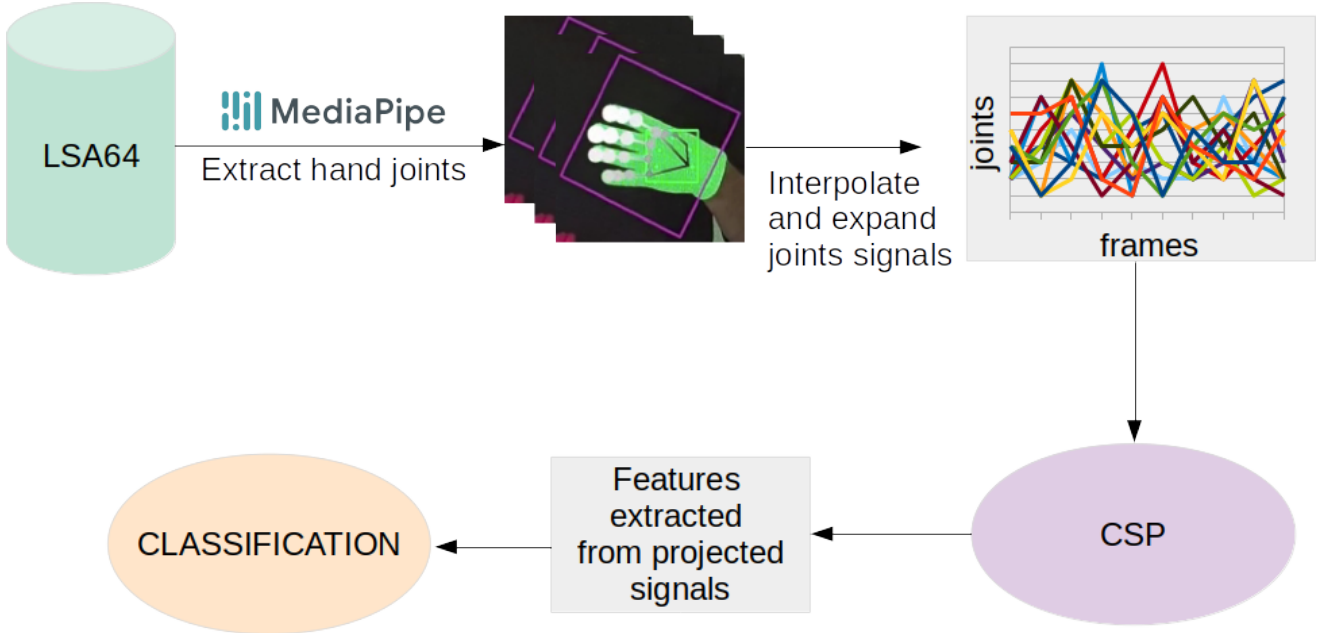 LSA64
MediaPipe
Extract hand joints
Interpolate
and expand
joints signals
joints
frames
CSP
Features
extracted
from projected
signals
CLASSIFICATION